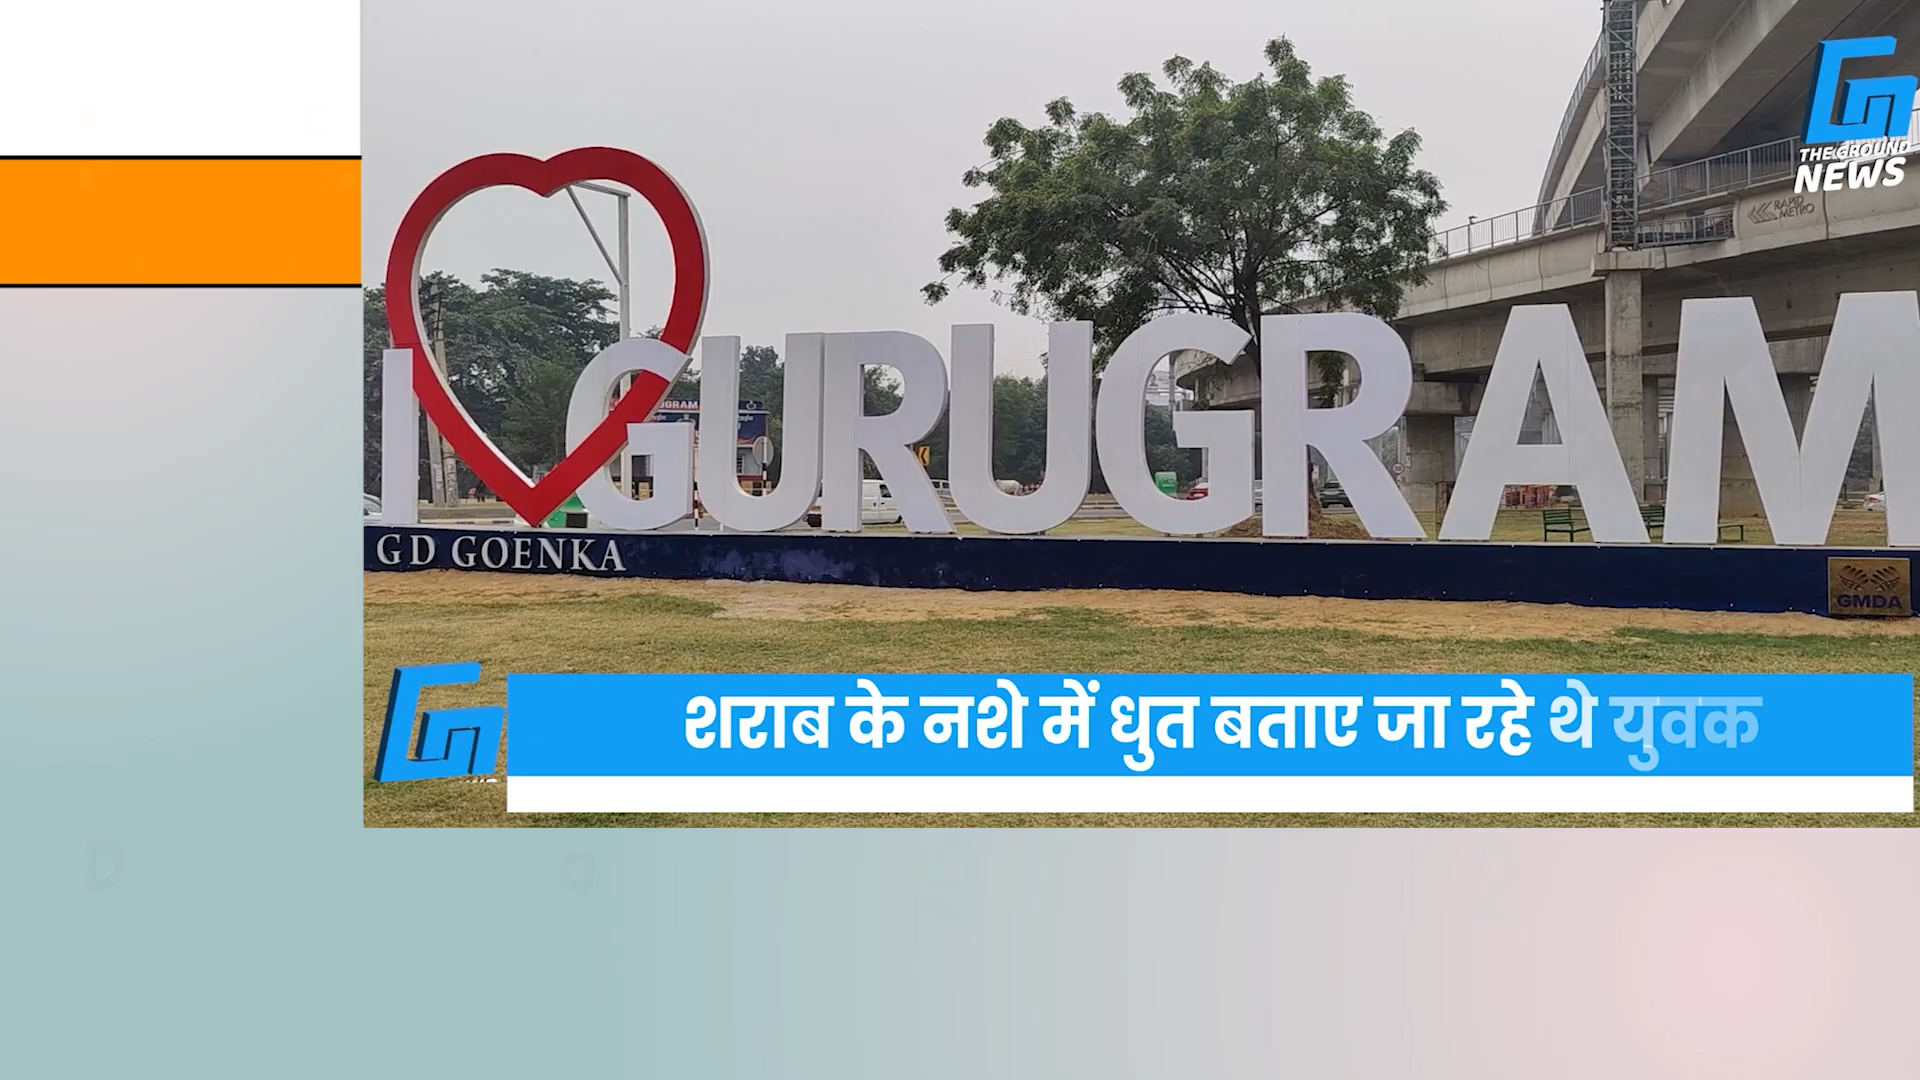 THE GROUND
NEWS
RAPID
METRO
I GURUGRAM
GD GOENKA
GMDA
शराब के नशे में धुत बताए जा रहे थे युवक